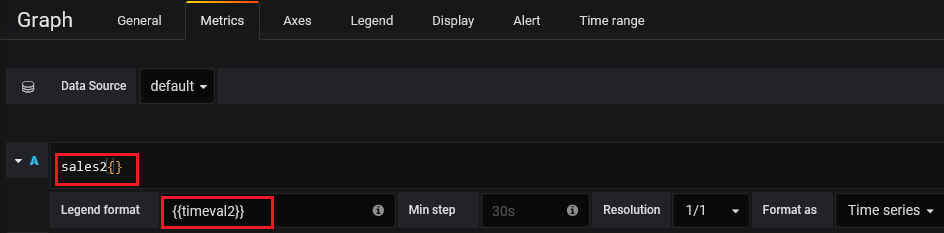 Graph General Metrics Axes Legend Display Alert Time range
Data Source default
A sales2{}
Legend format {{timeval2}} Min step 30s Resolution 1/1 Format as Time series